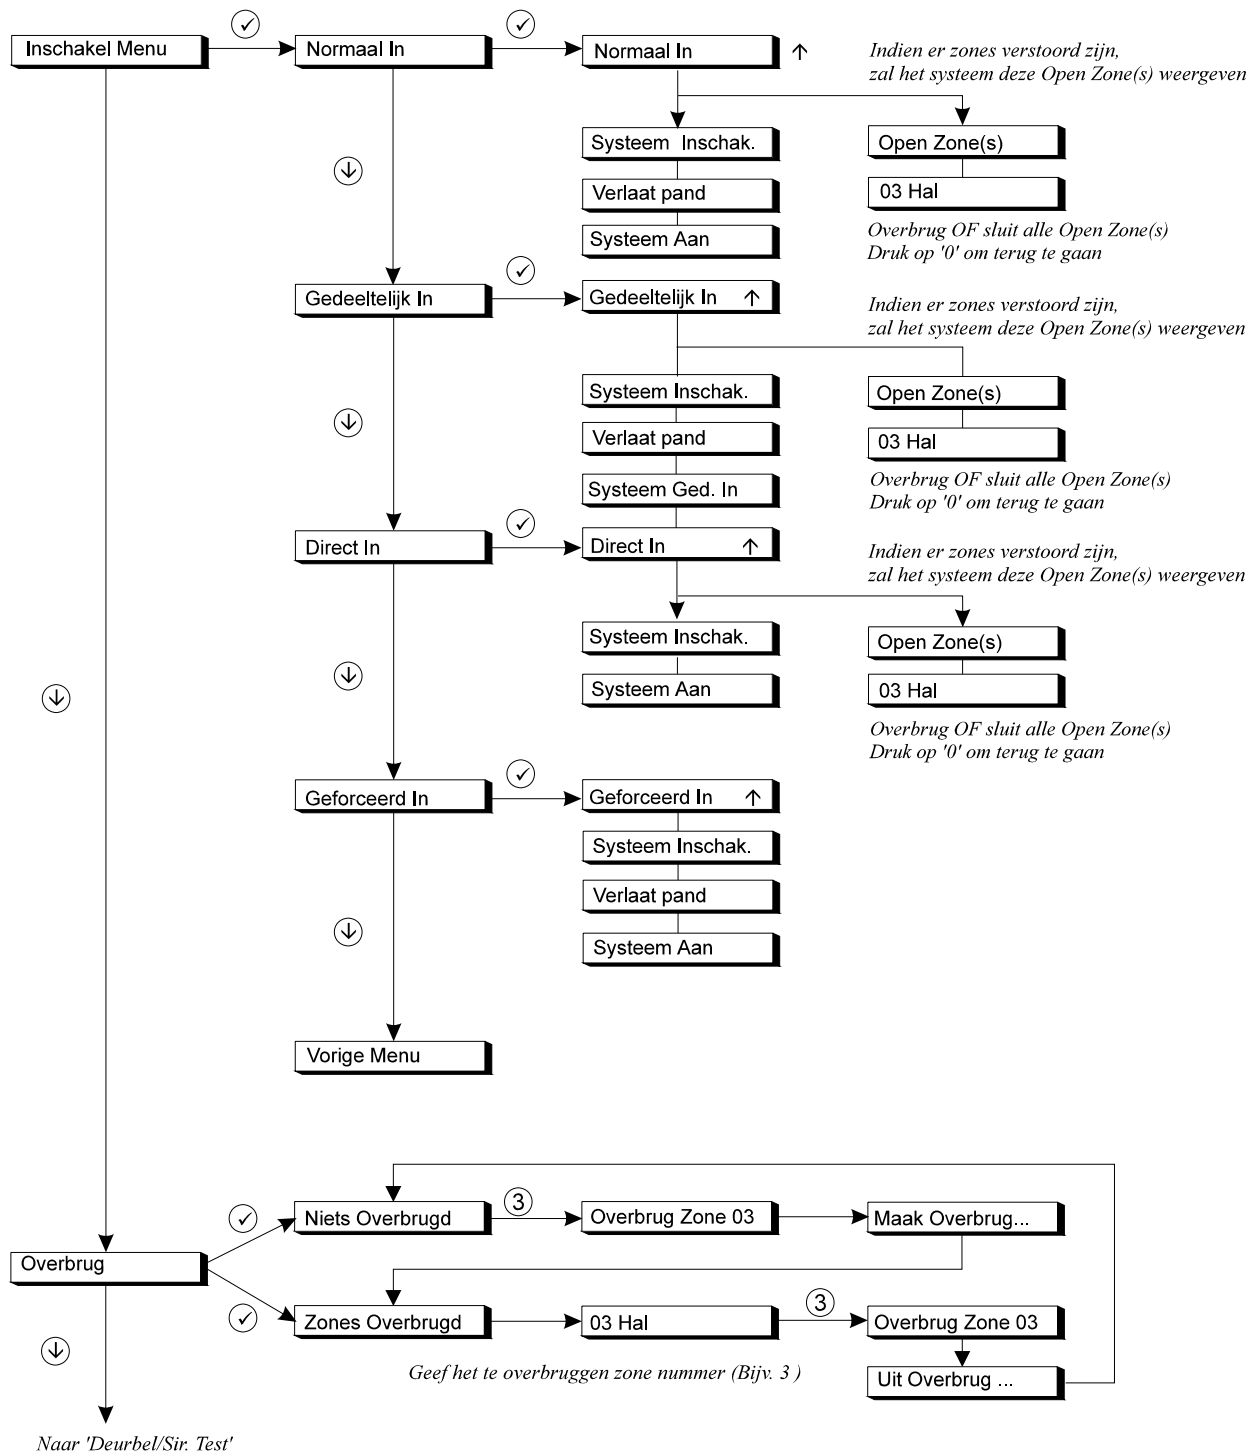 Inschakel Menu
Normaal In
Normaal In
Indien er zones verstoord zijn,
zal het systeem deze Open Zone(s) weergeven
Systeem Inschak.
Open Zone(s)
Verlaat pand
03 Hal
Systeem Aan
Overbrug OF sluit alle Open Zone(s)
Druk op '0' om terug te gaan
Gedeeltelijk In
Gedeeltelijk In
Indien er zones verstoord zijn,
zal het systeem deze Open Zone(s) weergeven
Systeem Inschak.
Open Zone(s)
Verlaat pand
03 Hal
Systeem Ged. In
Overbrug OF sluit alle Open Zone(s)
Druk op '0' om terug te gaan
Direct In
Direct In
Indien er zones verstoord zijn,
zal het systeem deze Open Zone(s) weergeven
Systeem Inschak.
Open Zone(s)
Systeem Aan
03 Hal
Overbrug OF sluit alle Open Zone(s)
Druk op '0' om terug te gaan
Geforceerd In
Geforceerd In
Systeem Inschak.
Verlaat pand
Systeem Aan
Vorige Menu
Niets Overbrugd
3
Overbrug Zone 03
Maak Overbrug...
Overbrug
Zones Overbrugd
03 Hal
3
Overbrug Zone 03
Geef het te overbruggen zone nummer (Bijv. 3 )
Uit Overbrug ...
Naar 'Deurbel/Sir. Test'